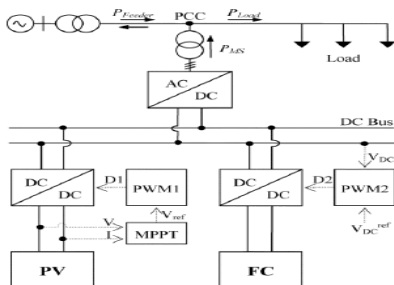 P_Feeder PCC P_Load
P_MS
Load
AC
DC
DC Bus
V_DC
DC
DC
D1
PWM1
DC
DC
D2
PWM2
V
V_ref
I
MPPT
V_DC^ref
PV
FC